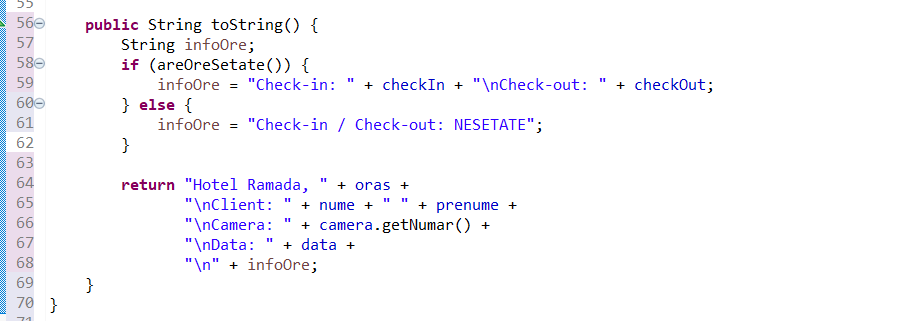 55
56 public String toString() {
57 String infoOre;
58 if (areOreSetate()) {
59 infoOre = "Check-in: " + checkIn + "\nCheck-out: " + checkOut;
60 } else {
61 infoOre = "Check-in / Check-out: NESETATE";
62 }
63
64 return "Hotel Ramada, " + oras +
65 "\nClient: " + nume + " " + prenume +
66 "\nCamera: " + camera.getNumar() +
67 "\nData: " + data +
68 "\n" + infoOre;
69 }
70 }
71